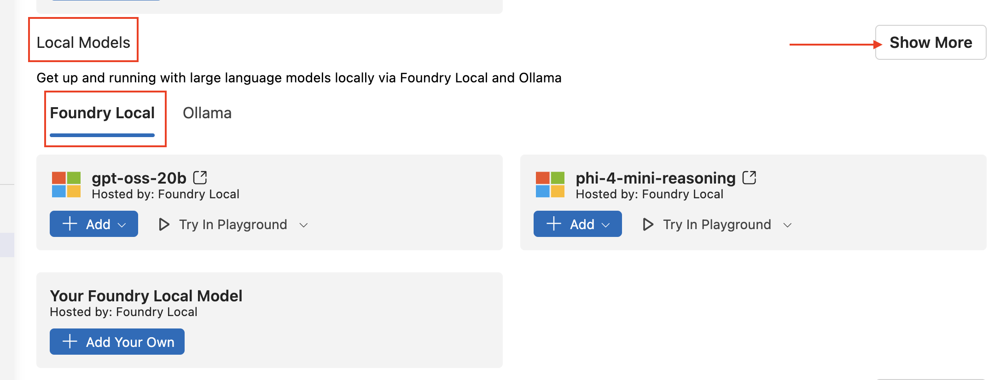 Local Models
Show More
Get up and running with large language models locally via Foundry Local and Ollama
Foundry Local
Ollama
gpt-oss-20b
Hosted by: Foundry Local
Add
Try In Playground
phi-4-mini-reasoning
Hosted by: Foundry Local
Add
Try In Playground
Your Foundry Local Model
Hosted by: Foundry Local
Add Your Own